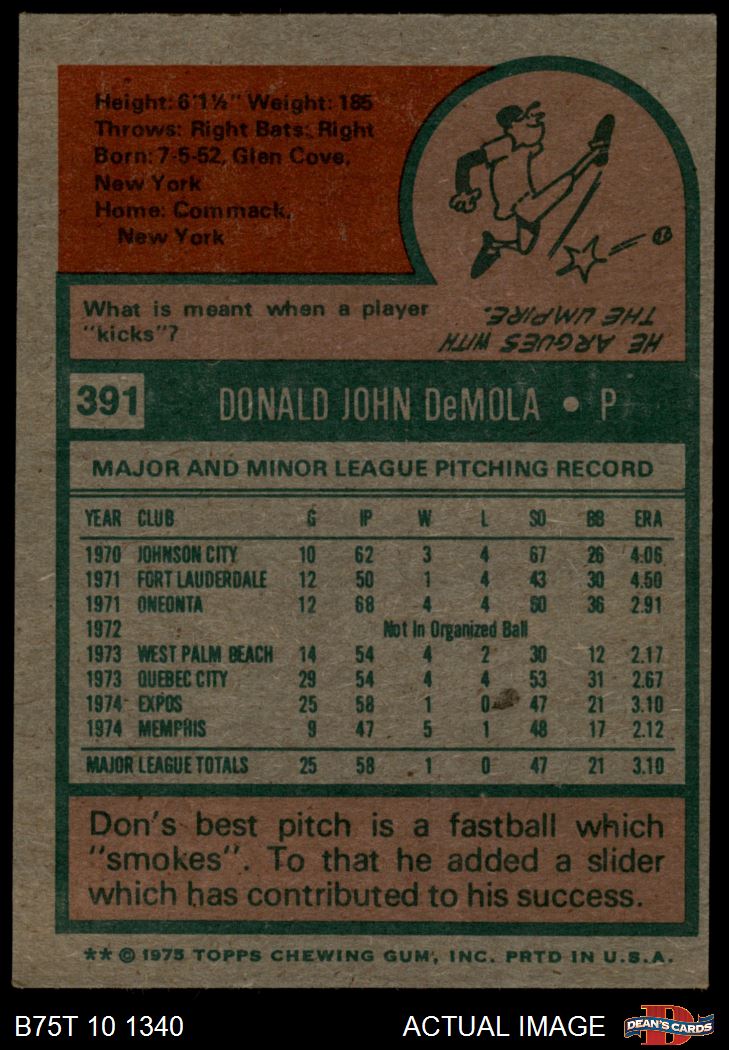 Height: 6'1½" Weight: 185
Throws: Right Bats: Right
Born: 7-5-52, Glen Cove,
New York
Home: Commack,
New York
What is meant when a player
"kicks"?
HE ARGUES WITH
THE UMPIRE.
391 DONALD JOHN DeMOLA • P
MAJOR AND MINOR LEAGUE PITCHING RECORD
YEAR CLUB G IP W L SO BB ERA
1970 JOHNSON CITY 10 62 3 4 67 26 4.06
1971 FORT LAUDERDALE 12 50 1 4 43 30 4.50
1971 ONEONTA 12 68 4 4 50 36 2.91
1972 Not In Organized Ball
1973 WEST PALM BEACH 14 54 4 2 30 12 2.17
1973 QUEBEC CITY 29 54 4 4 53 31 2.67
1974 EXPOS 25 58 1 0 47 21 3.10
1974 MEMPHIS 9 47 5 1 48 17 2.12
MAJOR LEAGUE TOTALS 25 58 1 0 47 21 3.10
Don's best pitch is a fastball which
"smokes". To that he added a slider
which has contributed to his success.
** © 1975 TOPPS CHEWING GUM, INC. PRTD IN U.S.A.
B75T 10 1340 ACTUAL IMAGE DEAN'S CARDS